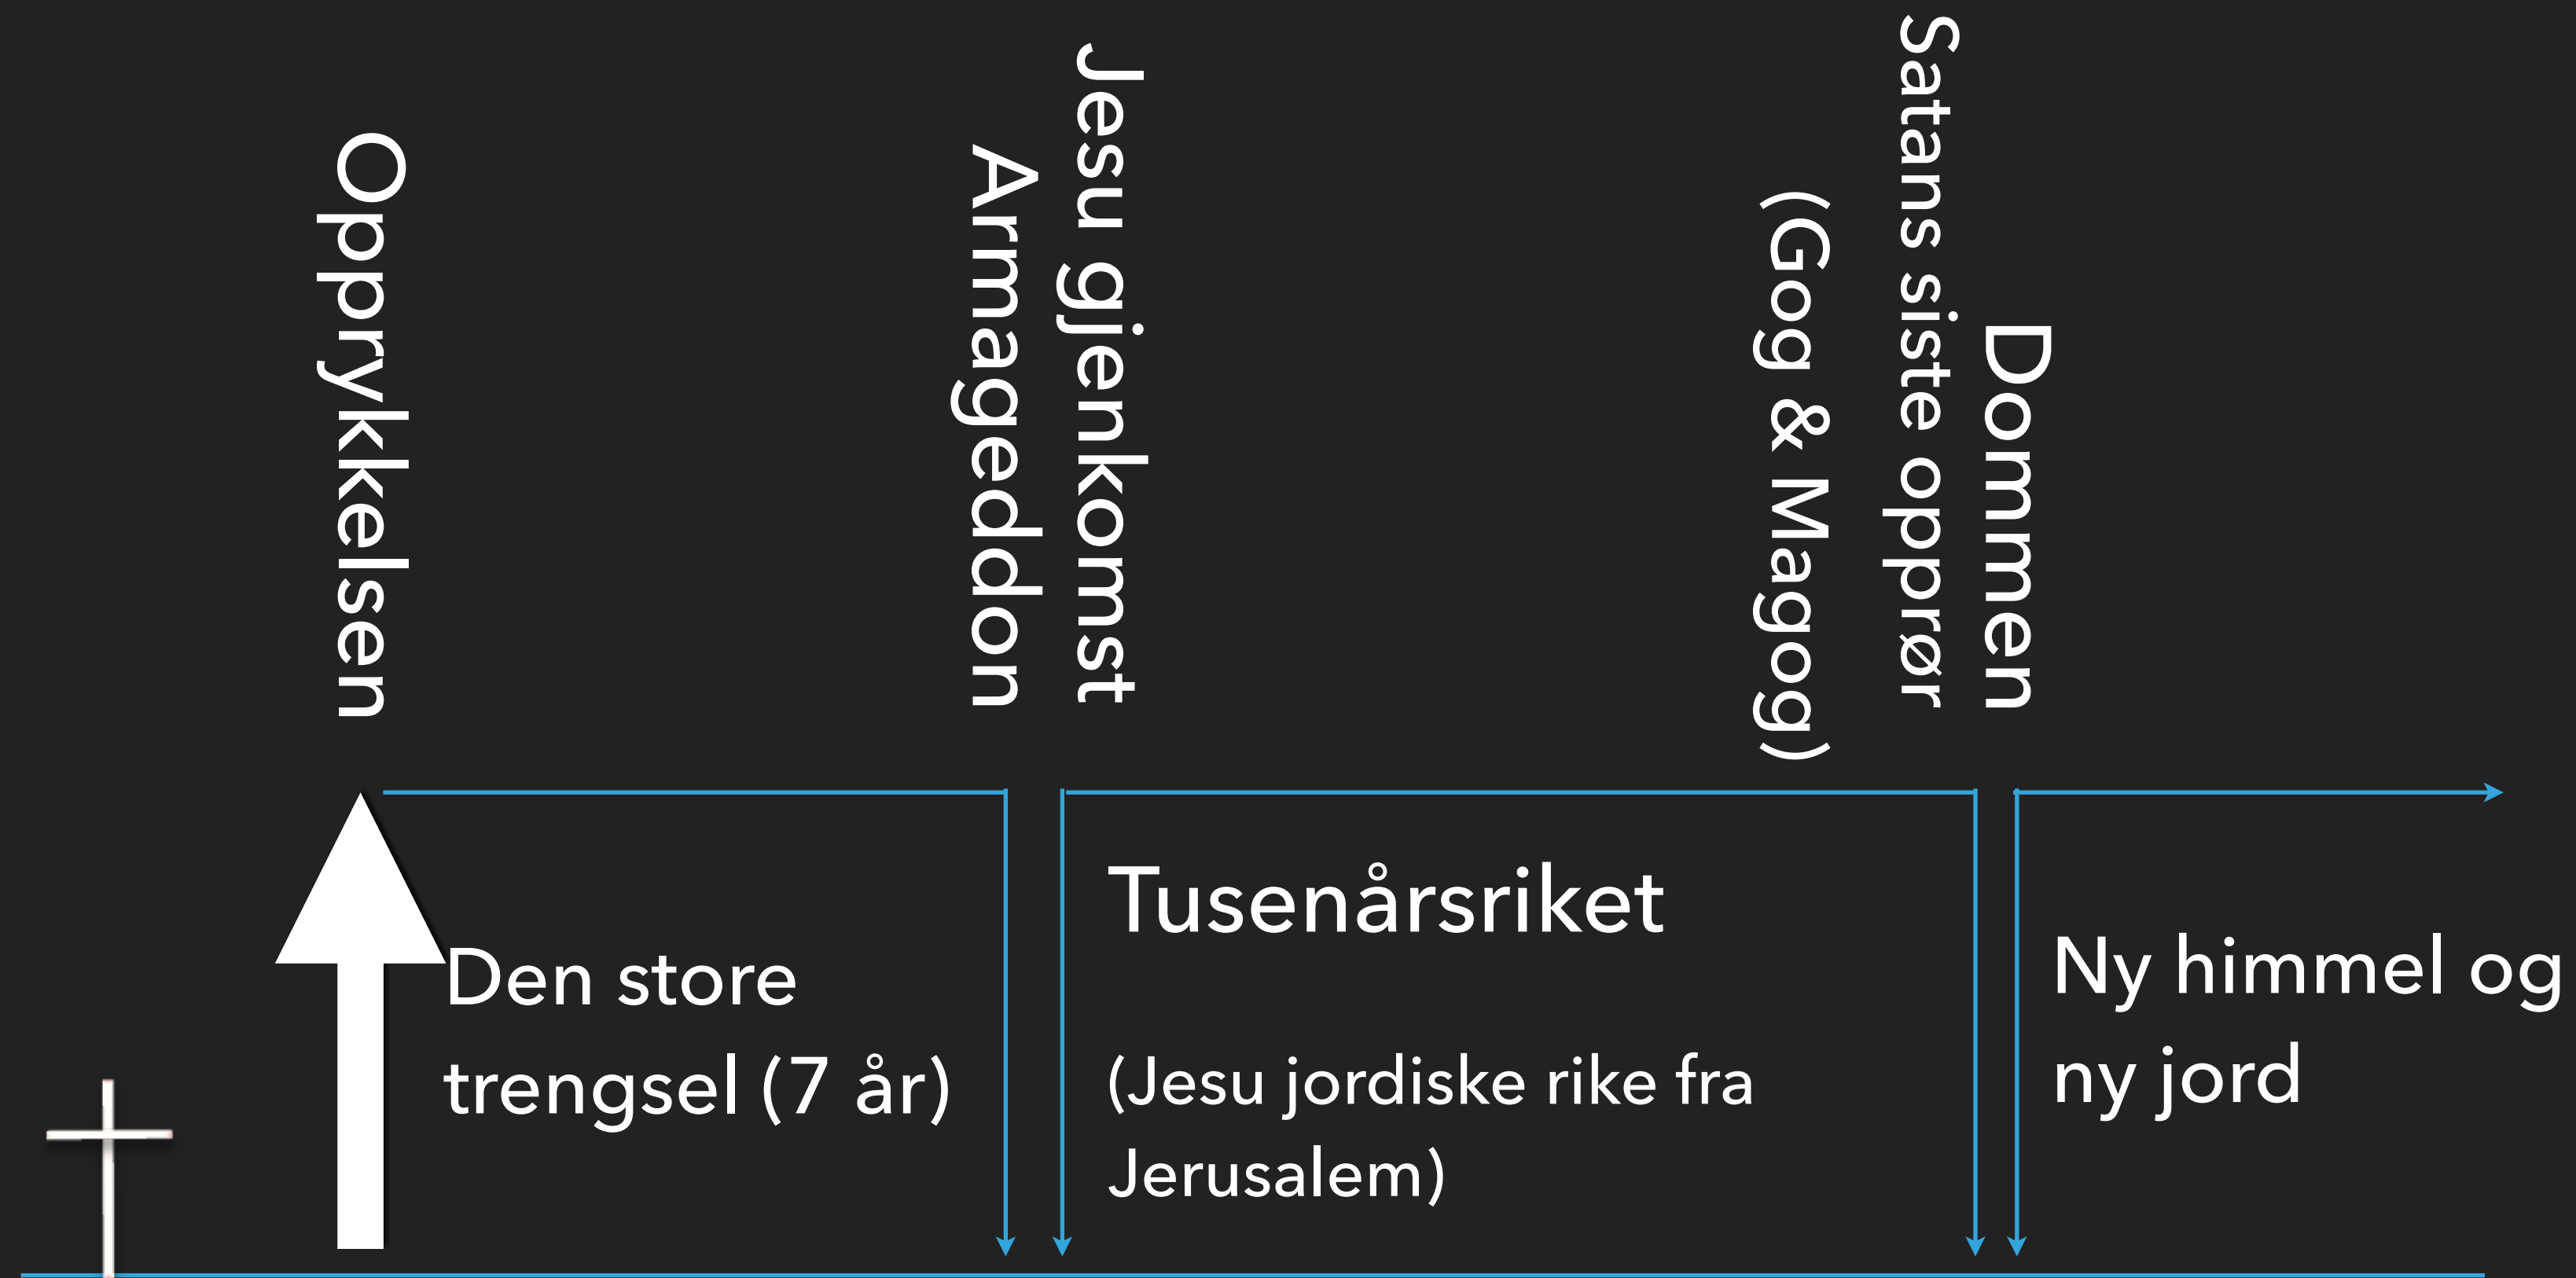 Opprykkelsen
Armageddon
Jesu gjenkomst
(Gog & Magog)
Satans siste opprør
Dommen
Den store
trengsel (7 år)
Tusenårsriket
(Jesu jordiske rike fra
Jerusalem)
Ny himmel og
ny jord